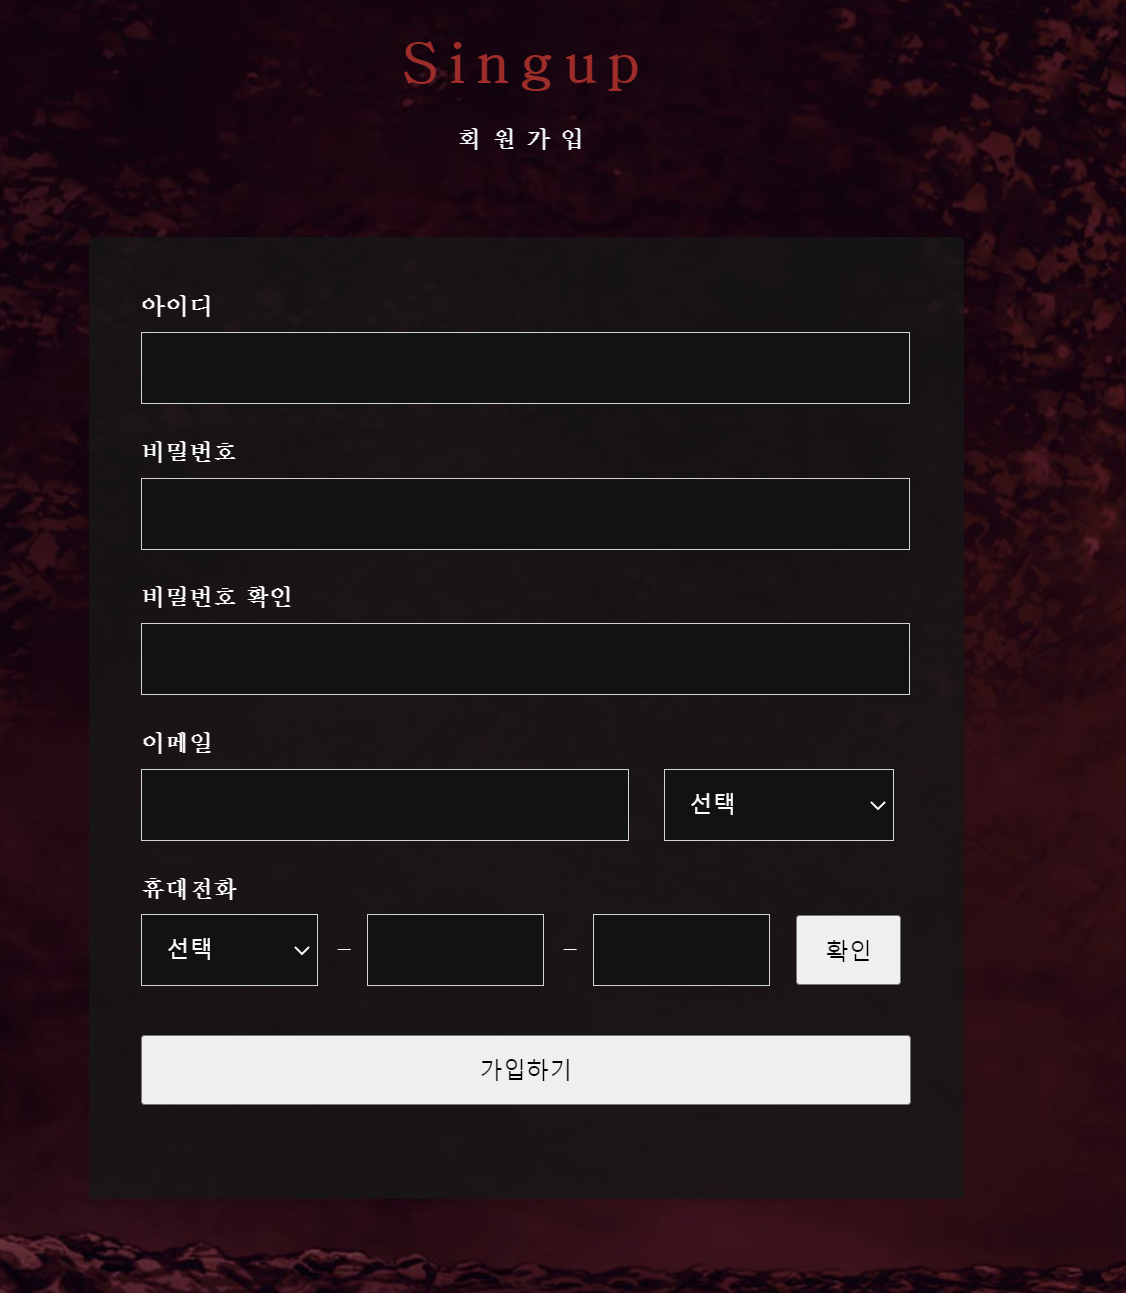 Singup
회원가입
아이디
비밀번호
비밀번호 확인
이메일
선택
휴대전화
선택 – – 확인
가입하기